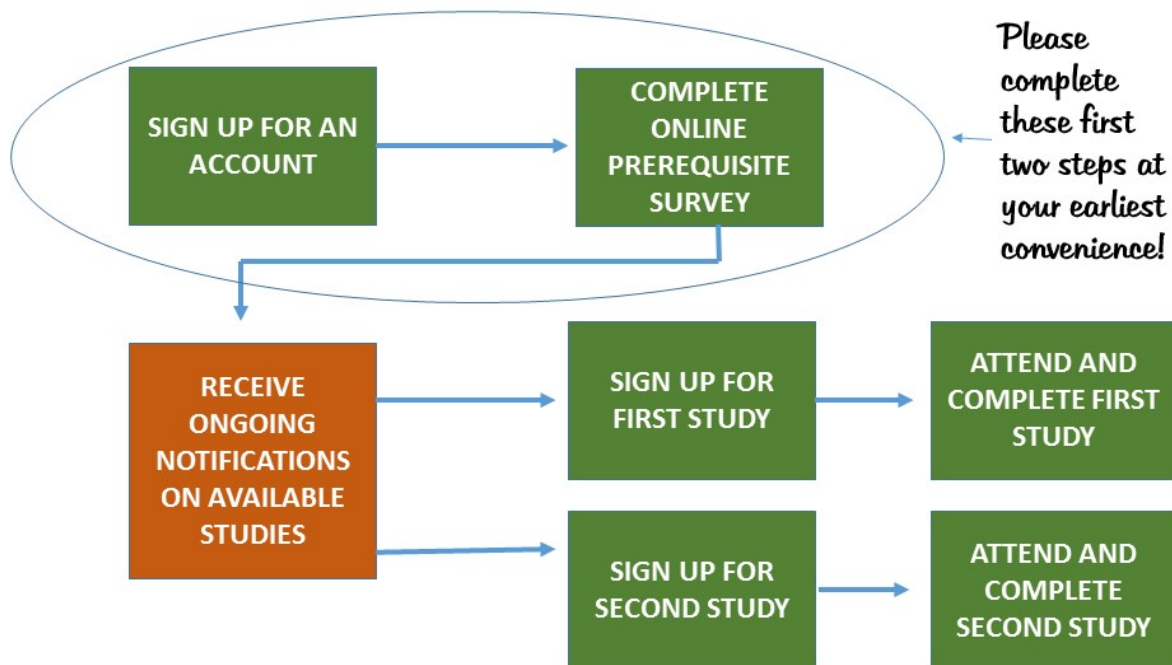 SIGN UP FOR AN
ACCOUNT
COMPLETE
ONLINE
PREREQUISITE
SURVEY
Please
complete
these first
two steps at
your earliest
convenience!
RECEIVE
ONGOING
NOTIFICATIONS
ON AVAILABLE
STUDIES
SIGN UP FOR
FIRST STUDY
ATTEND AND
COMPLETE FIRST
STUDY
SIGN UP FOR
SECOND STUDY
ATTEND AND
COMPLETE
SECOND STUDY